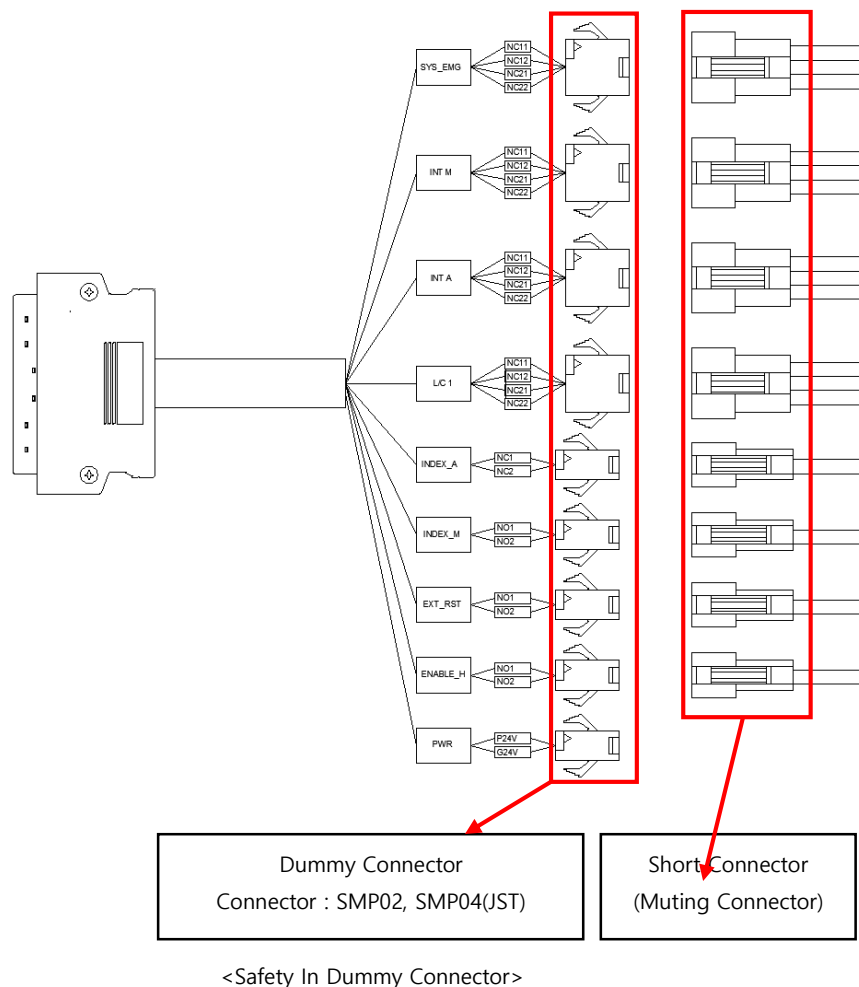 SYS_EMG
NC11
NC12
NC21
NC22
INT M
NC11
NC12
NC21
NC22
INT A
NC11
NC12
NC21
NC22
L/C 1
NC11
NC12
NC21
NC22
INDEX_A
NC1
NC2
INDEX_M
NO1
NO2
EXT_RST
NO1
NO2
ENABLE_H
NO1
NO2
PWR
P24V
G24V
Dummy Connector
Connector : SMP02, SMP04(JST)
Short Connector
(Muting Connector)
<Safety In Dummy Connector>